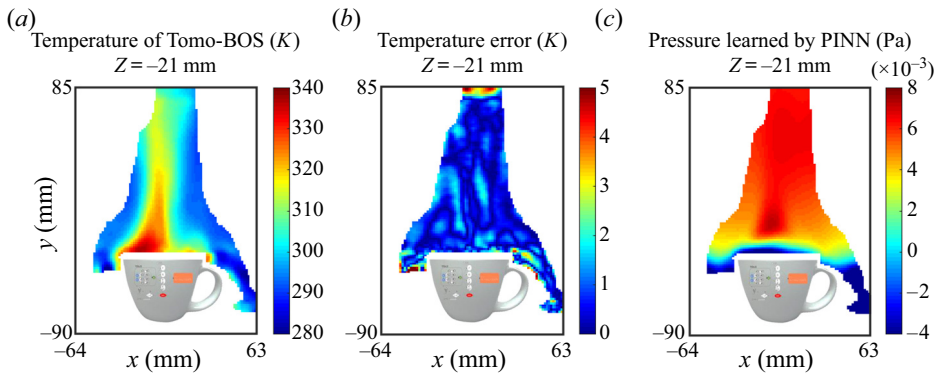 (a)
Temperature of Tomo-BOS (K)
Z = –21 mm
85
y (mm)
–90
–64
x (mm)
63
340
330
320
310
300
290
280
(b)
Temperature error (K)
Z = –21 mm
85
–90
–64
x (mm)
63
5
4
3
2
1
0
(c)
Pressure learned by PINN (Pa)
Z = –21 mm
(×10⁻³)
85
–90
–64
x (mm)
63
8
6
4
2
0
−2
−4